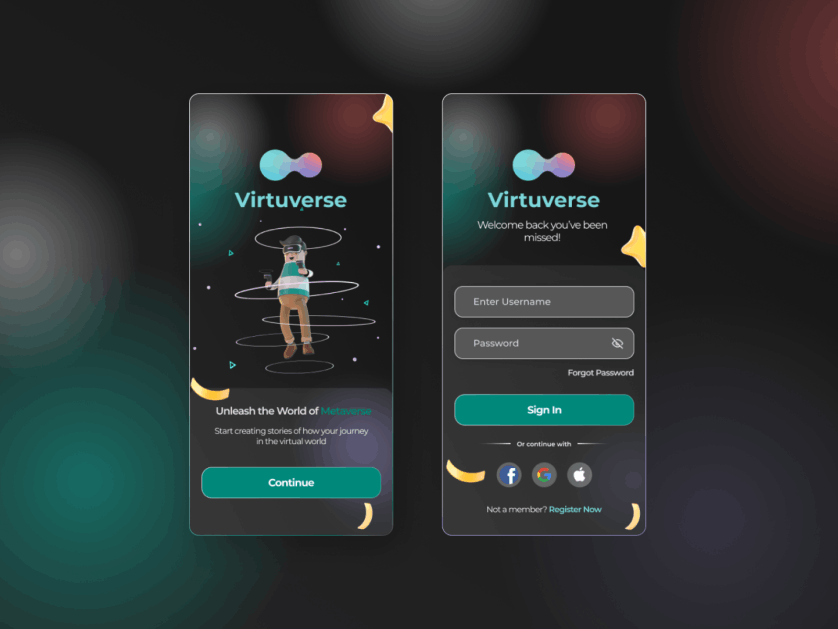 Virtuverse
Unleash the World of Metaverse
Start creating stories of how your journey
in the virtual world
Continue
Virtuverse
Welcome back you've been
missed!
Enter Username
Password
Forgot Password
Sign In
Or continue with
Not a member? Register Now